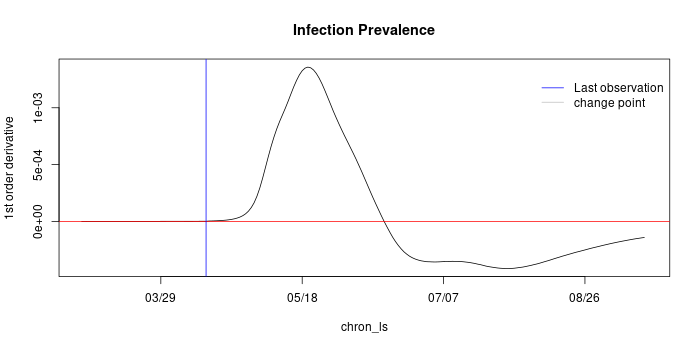 Infection Prevalence
1st order derivative
1e-03
5e-04
0e+00
Last observation
change point
03/29
05/18
07/07
08/26
chron_ls